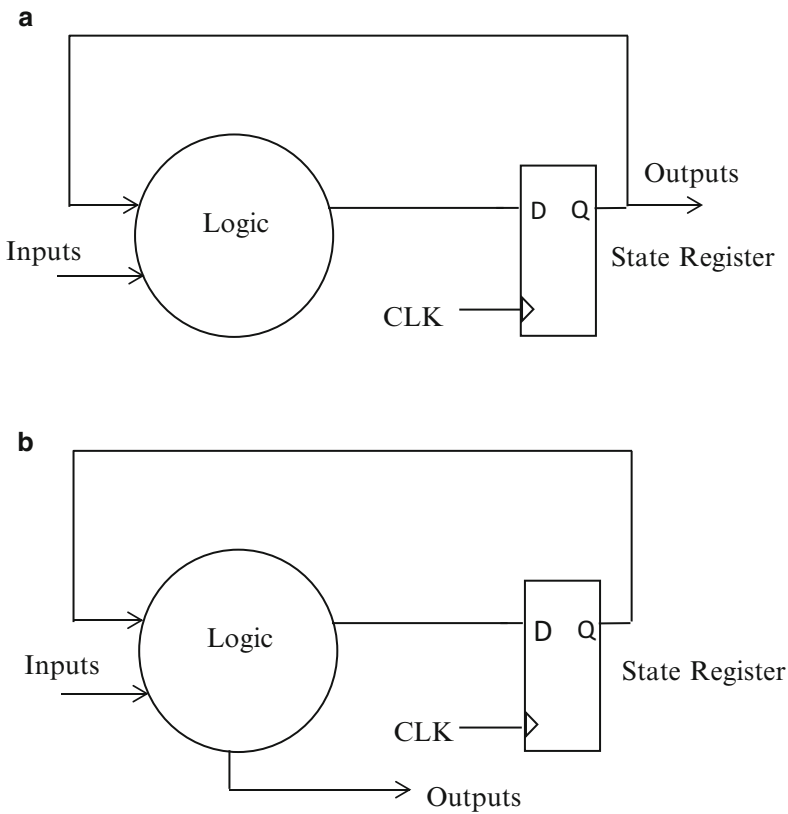 a
Outputs
Logic
D Q
Inputs
State Register
CLK
b
Logic
D Q
Inputs
State Register
CLK
Outputs